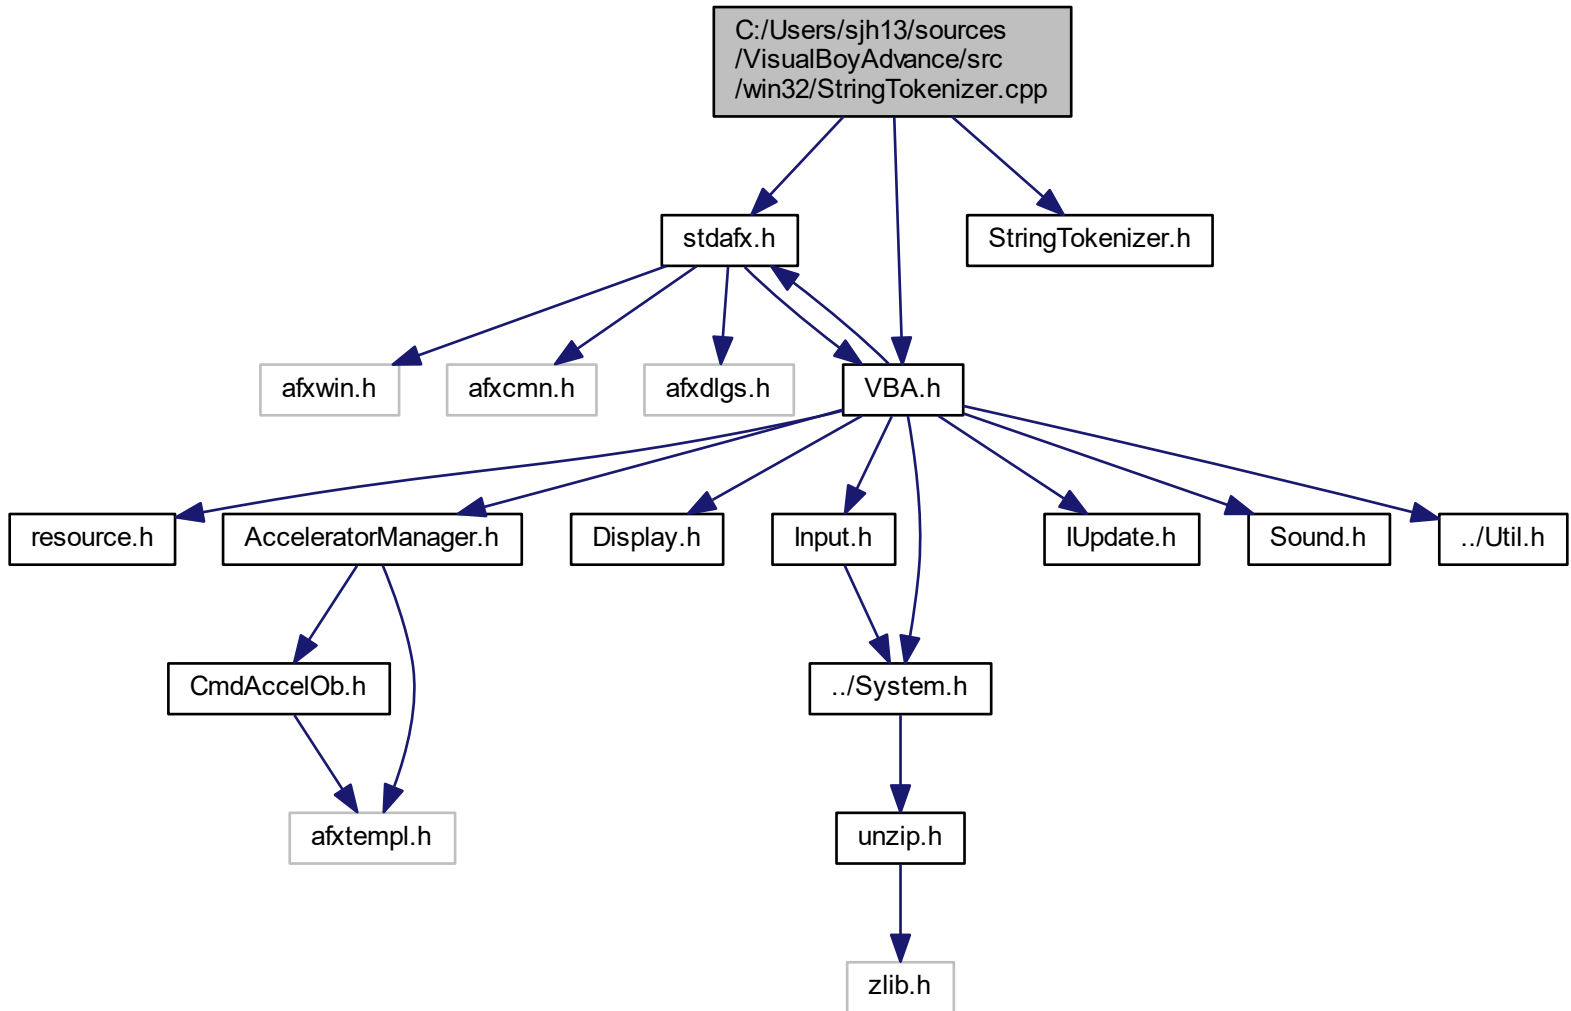 C:/Users/sjh13/sources
/VisualBoyAdvance/src
/win32/StringTokenizer.cpp
stdafx.h
StringTokenizer.h
afxwin.h
afxcmn.h
afxdlgs.h
VBA.h
resource.h
AcceleratorManager.h
Display.h
Input.h
IUpdate.h
Sound.h
../Util.h
CmdAccelOb.h
../System.h
afxtempl.h
unzip.h
zlib.h